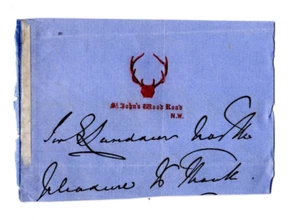 St. John's Wood Road
N.W.
Sir E Landseer has the
pleasure to thank